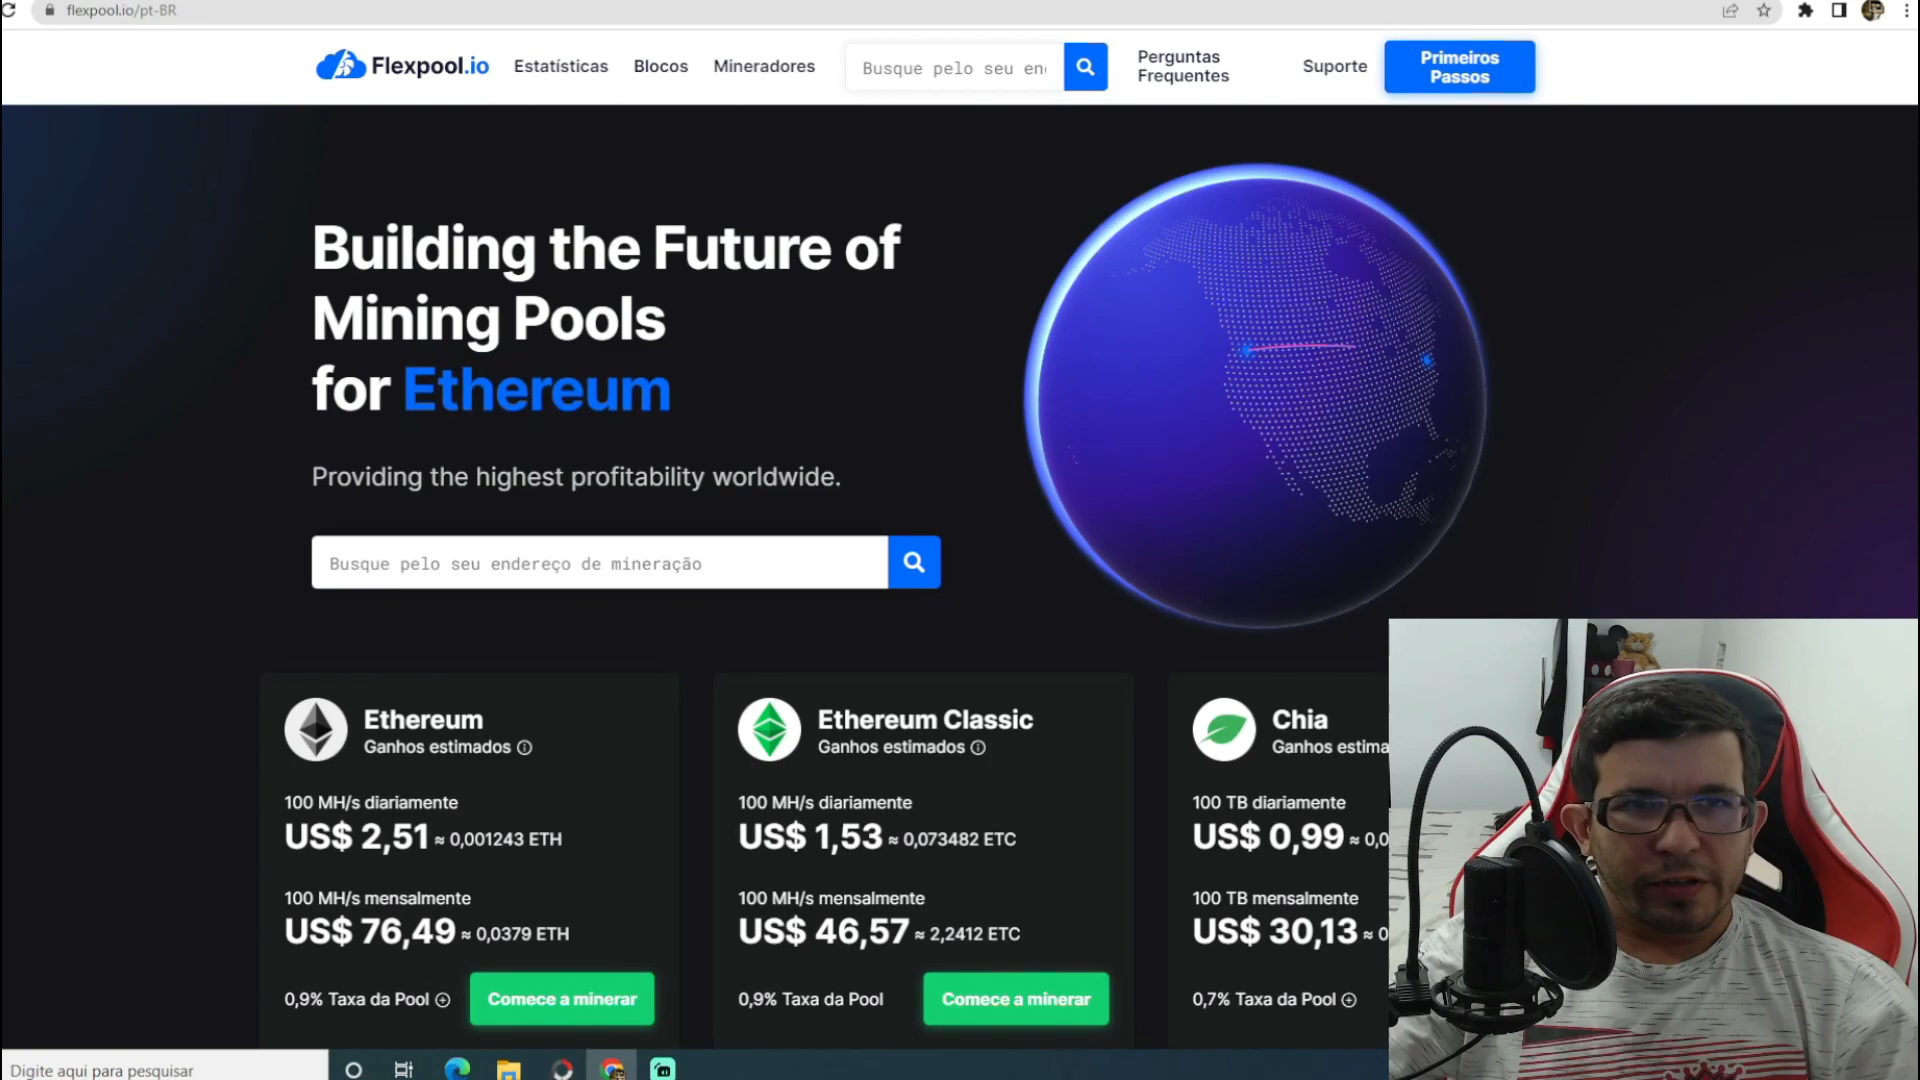 flexpool.io/pt-BR
Flexpool.io
Estatísticas
Blocos
Mineradores
Busque pelo seu en
Perguntas
Frequentes
Suporte
Primeiros
Passos
Building the Future of
Mining Pools
for Ethereum
Providing the highest profitability worldwide.
Busque pelo seu endereço de mineração
Ethereum
Ganhos estimados
100 MH/s diariamente
US$ 2,51 ≈ 0,001243 ETH
100 MH/s mensalmente
US$ 76,49 ≈ 0,0379 ETH
0,9% Taxa da Pool
Comece a minerar
Ethereum Classic
Ganhos estimados
100 MH/s diariamente
US$ 1,53 ≈ 0,073482 ETC
100 MH/s mensalmente
US$ 46,57 ≈ 2,2412 ETC
0,9% Taxa da Pool
Comece a minerar
Chia
Ganhos estima
100 TB diariamente
US$ 0,99 ≈ 0,0
100 TB mensalmente
US$ 30,13 ≈ 0
0,7% Taxa da Pool
Digite aqui para pesquisar